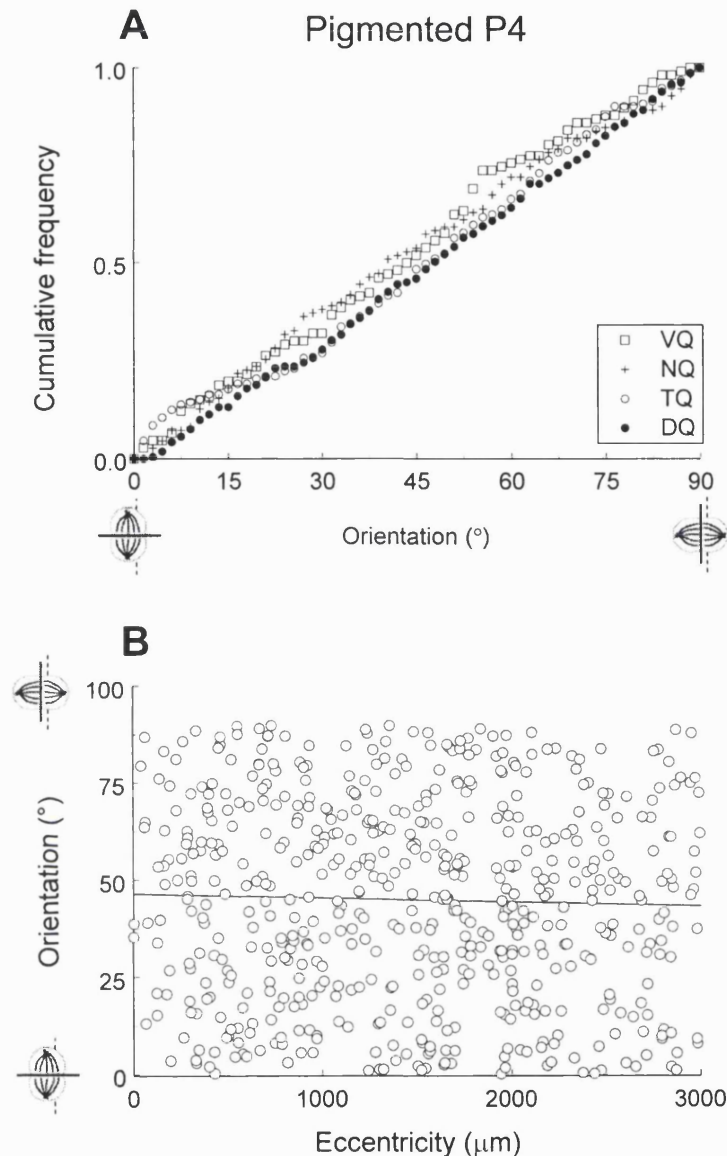 A Pigmented P4
Cumulative frequency
1.0
0.5
0.0
VQ
NQ
TQ
DQ
0 15 30 45 60 75 90
Orientation (°)
B
Orientation (°)
100
75
50
25
0
0 1000 2000 3000
Eccentricity (μm)